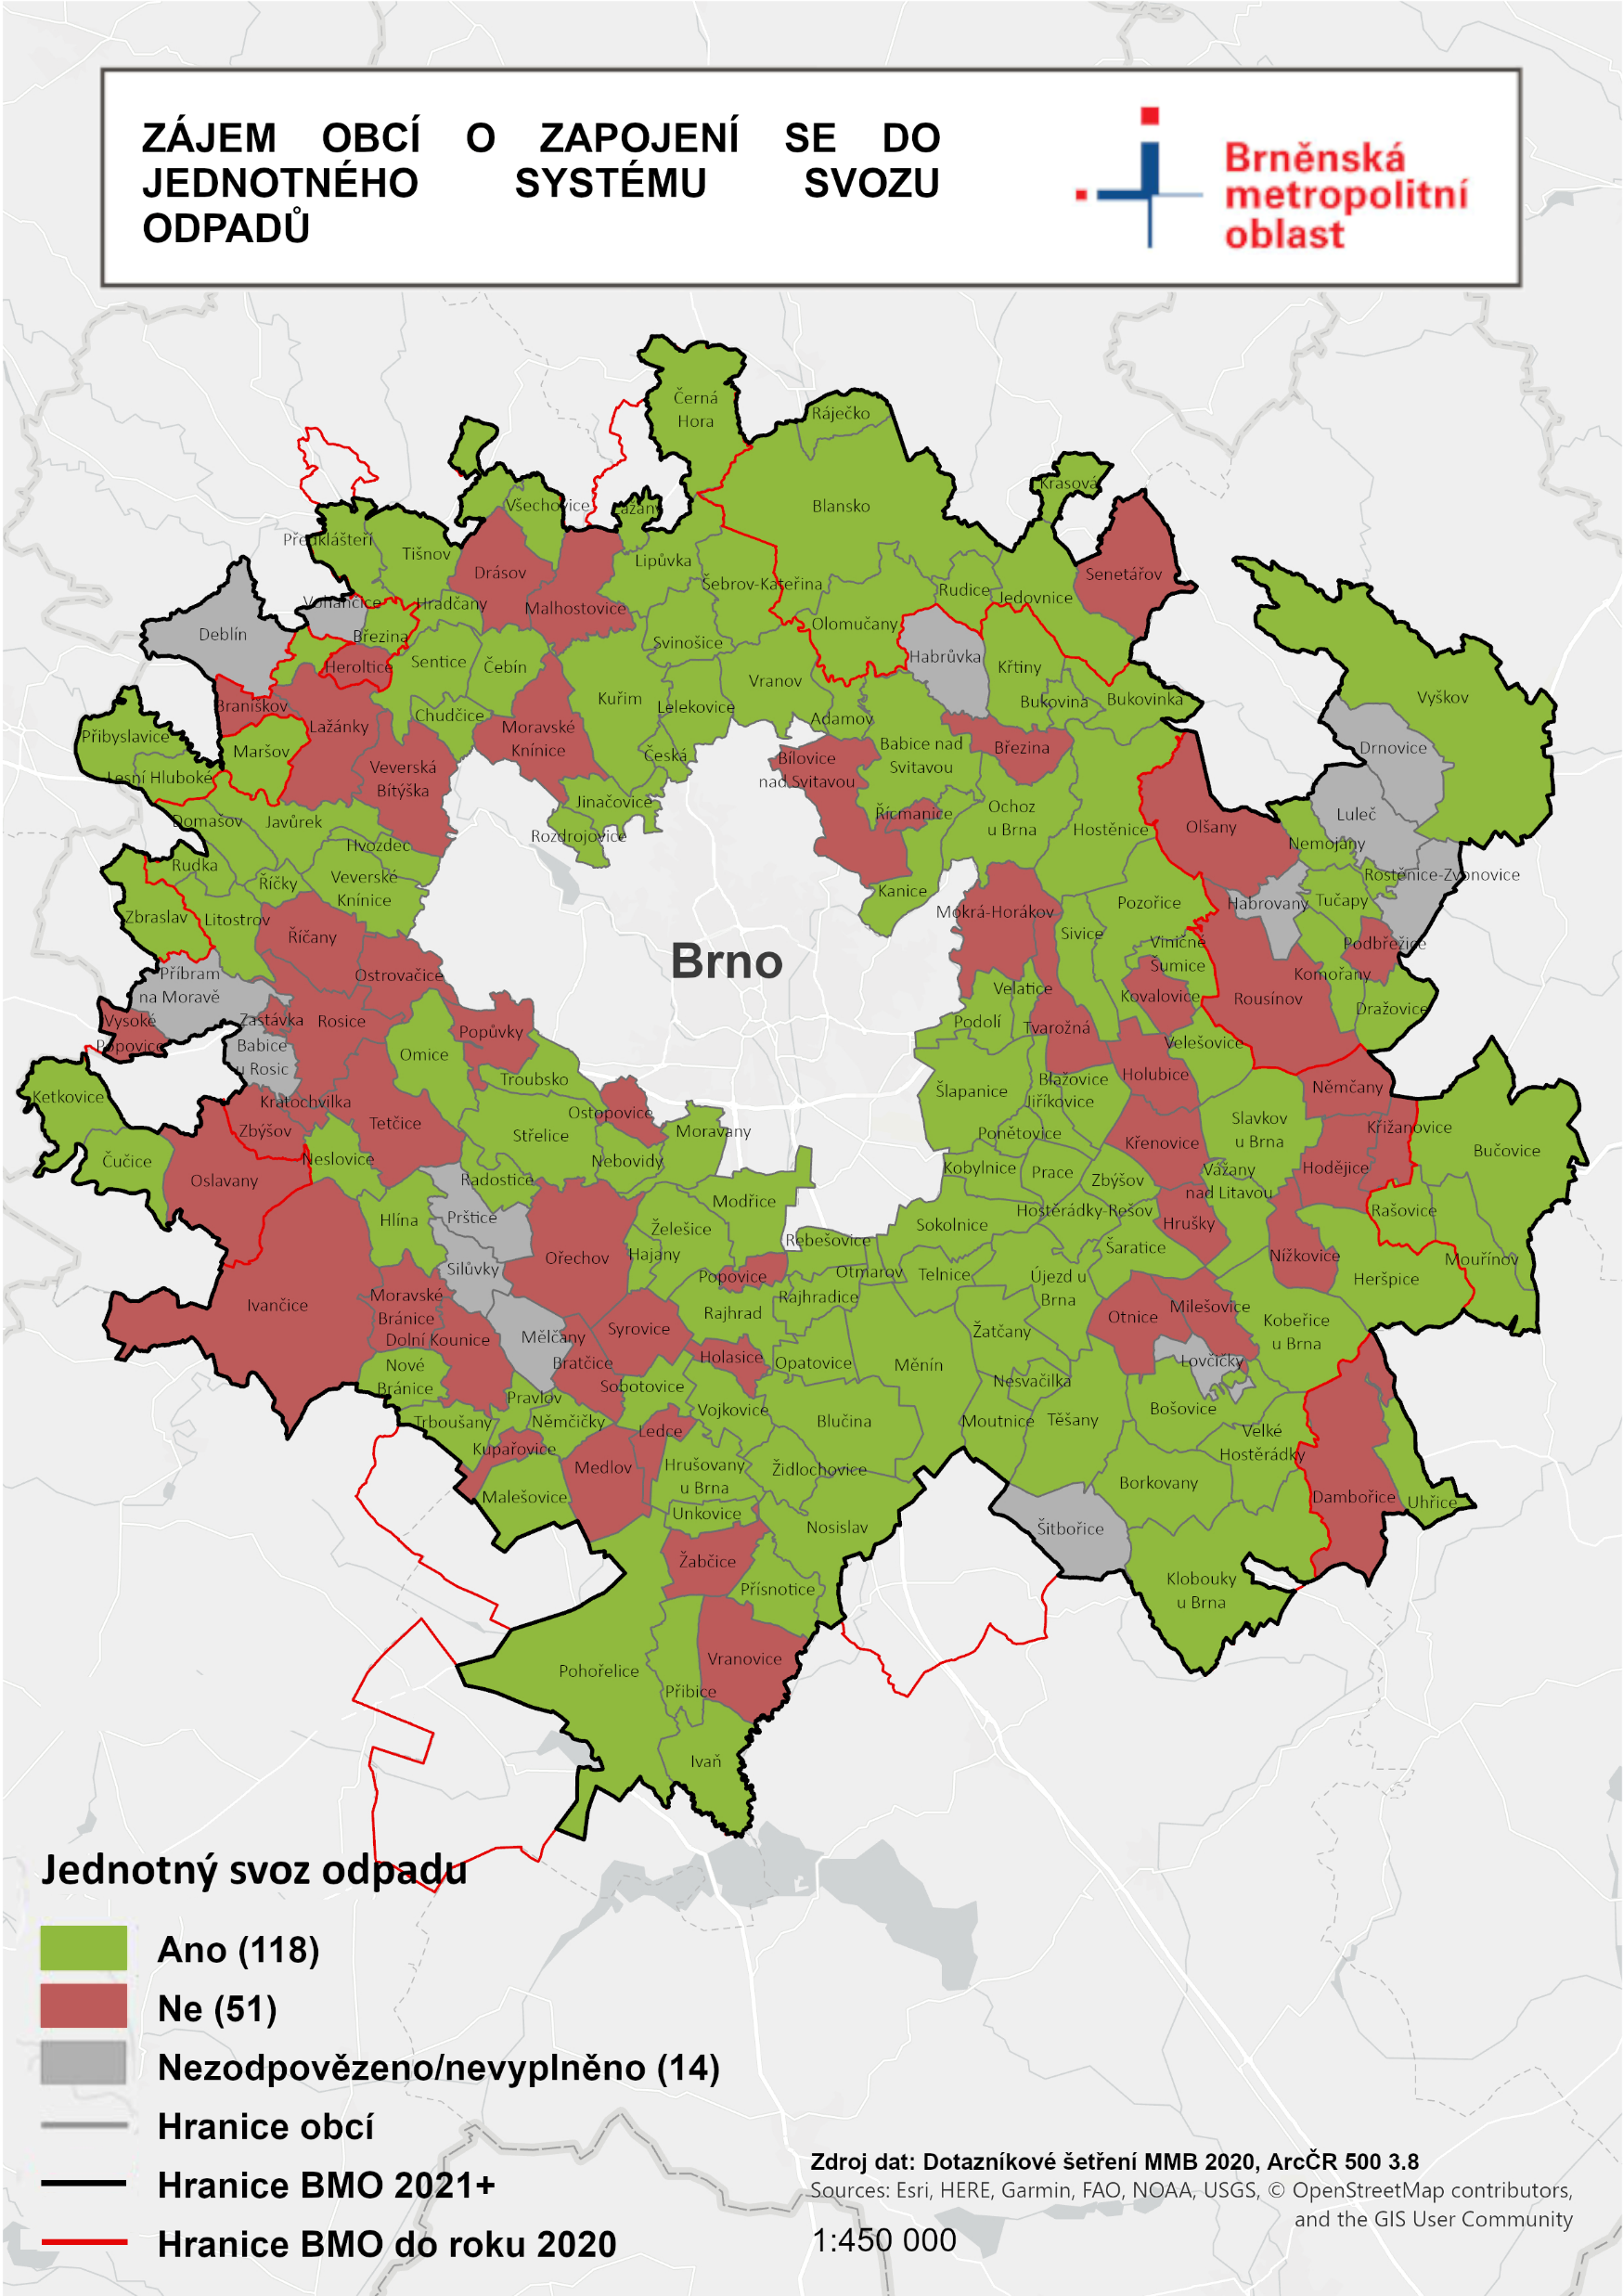 ZÁJEM OBCÍ O ZAPOJENÍ SE DO
JEDNOTNÉHO SYSTÉMU SVOZU
ODPADŮ
Brněnská
metropolitní
oblast
Černá
Hora
Ráječko
Krasová
Blansko
Všechovice
Lažany
Předklášteří
Tišnov
Lipůvka
Drásov
Senetářov
Šebrov-Kateřina
Rudice
Jedovnice
Vohančice
Hradčany
Malhostovice
Olomučany
Deblín
Březina
Svinošice
Habrůvka
Heroltice
Sentice
Čebín
Křtiny
Vranov
Kuřim
Vyškov
Braníškov
Lelekovice
Bukovina
Bukovinka
Chudčice
Lažánky
Adamov
Přibyslavice
Moravské
Knínice
Babice nad
Svitavou
Březina
Drnovice
Maršov
Česká
Bílovice
nad Svitavou
Lesní Hluboké
Veverská
Bítýška
Jinačovice
Ochoz
u Brna
Řícmanice
Luleč
Domašov
Javůrek
Hostěnice
Olšany
Rozdrojovice
Hvozdec
Nemojany
Rudka
Říčky
Veverské
Knínice
Rostěnice-Zvonovice
Kanice
Pozořice
Habrovany
Tučapy
Zbraslav
Litostrov
Mokrá-Horákov
Říčany
Sivice
Viničné
Šumice
Podbřežice
Brno
Ostrovačice
Příbram
na Moravě
Komořany
Velatice
Kovalovice
Rousínov
Dražovice
Vysoké
Popovice
Zastávka
Rosice
Popůvky
Podolí
Tvarožná
Babice
u Rosic
Omice
Velešovice
Troubsko
Blažovice
Holubice
Němčany
Ketkovice
Šlapanice
Jiříkovice
Kratochvilka
Ostopovice
Tetčice
Zbýšov
Střelice
Moravany
Ponětovice
Křenovice
Slavkov
u Brna
Křižanovice
Bučovice
Čučice
Neslovice
Nebovidy
Kobylnice
Prace
Zbýšov
Hodějice
Oslavany
Radostice
Vážany
nad Litavou
Modřice
Hostěrádky-Rešov
Rašovice
Hlína
Prštice
Želešice
Sokolnice
Hrušky
Rebešovice
Šaratice
Ořechov
Hajany
Nížkovice
Mouřínov
Silůvky
Popovice
Otmarov
Telnice
Újezd u
Brna
Heršpice
Ivančice
Moravské
Bránice
Rajhradice
Rajhrad
Milešovice
Otnice
Kobeřice
u Brna
Dolní Kounice
Mělčany
Syrovice
Žatčany
Holasice
Bratčice
Opatovice
Měnín
Lovčičky
Nové
Bránice
Sobotovice
Nesvačilka
Pravlov
Vojkovice
Bošovice
Trboušany
Němčičky
Blučina
Moutnice
Těšany
Ledce
Velké
Hostěrádky
Kupařovice
Medlov
Hrušovany
u Brna
Židlochovice
Borkovany
Malešovice
Dambořice
Uhřice
Unkovice
Nosislav
Šitbořice
Žabčice
Přísnotice
Klobouky
u Brna
Vranovice
Pohořelice
Přibice
Ivaň
Jednotný svoz odpadu
Ano (118)
Ne (51)
Nezodpovězeno/nevyplněno (14)
Hranice obcí
Hranice BMO 2021+
Hranice BMO do roku 2020
Zdroj dat: Dotazníkové šetření MMB 2020, ArcČR 500 3.8
Sources: Esri, HERE, Garmin, FAO, NOAA, USGS, © OpenStreetMap contributors,
and the GIS User Community
1:450 000